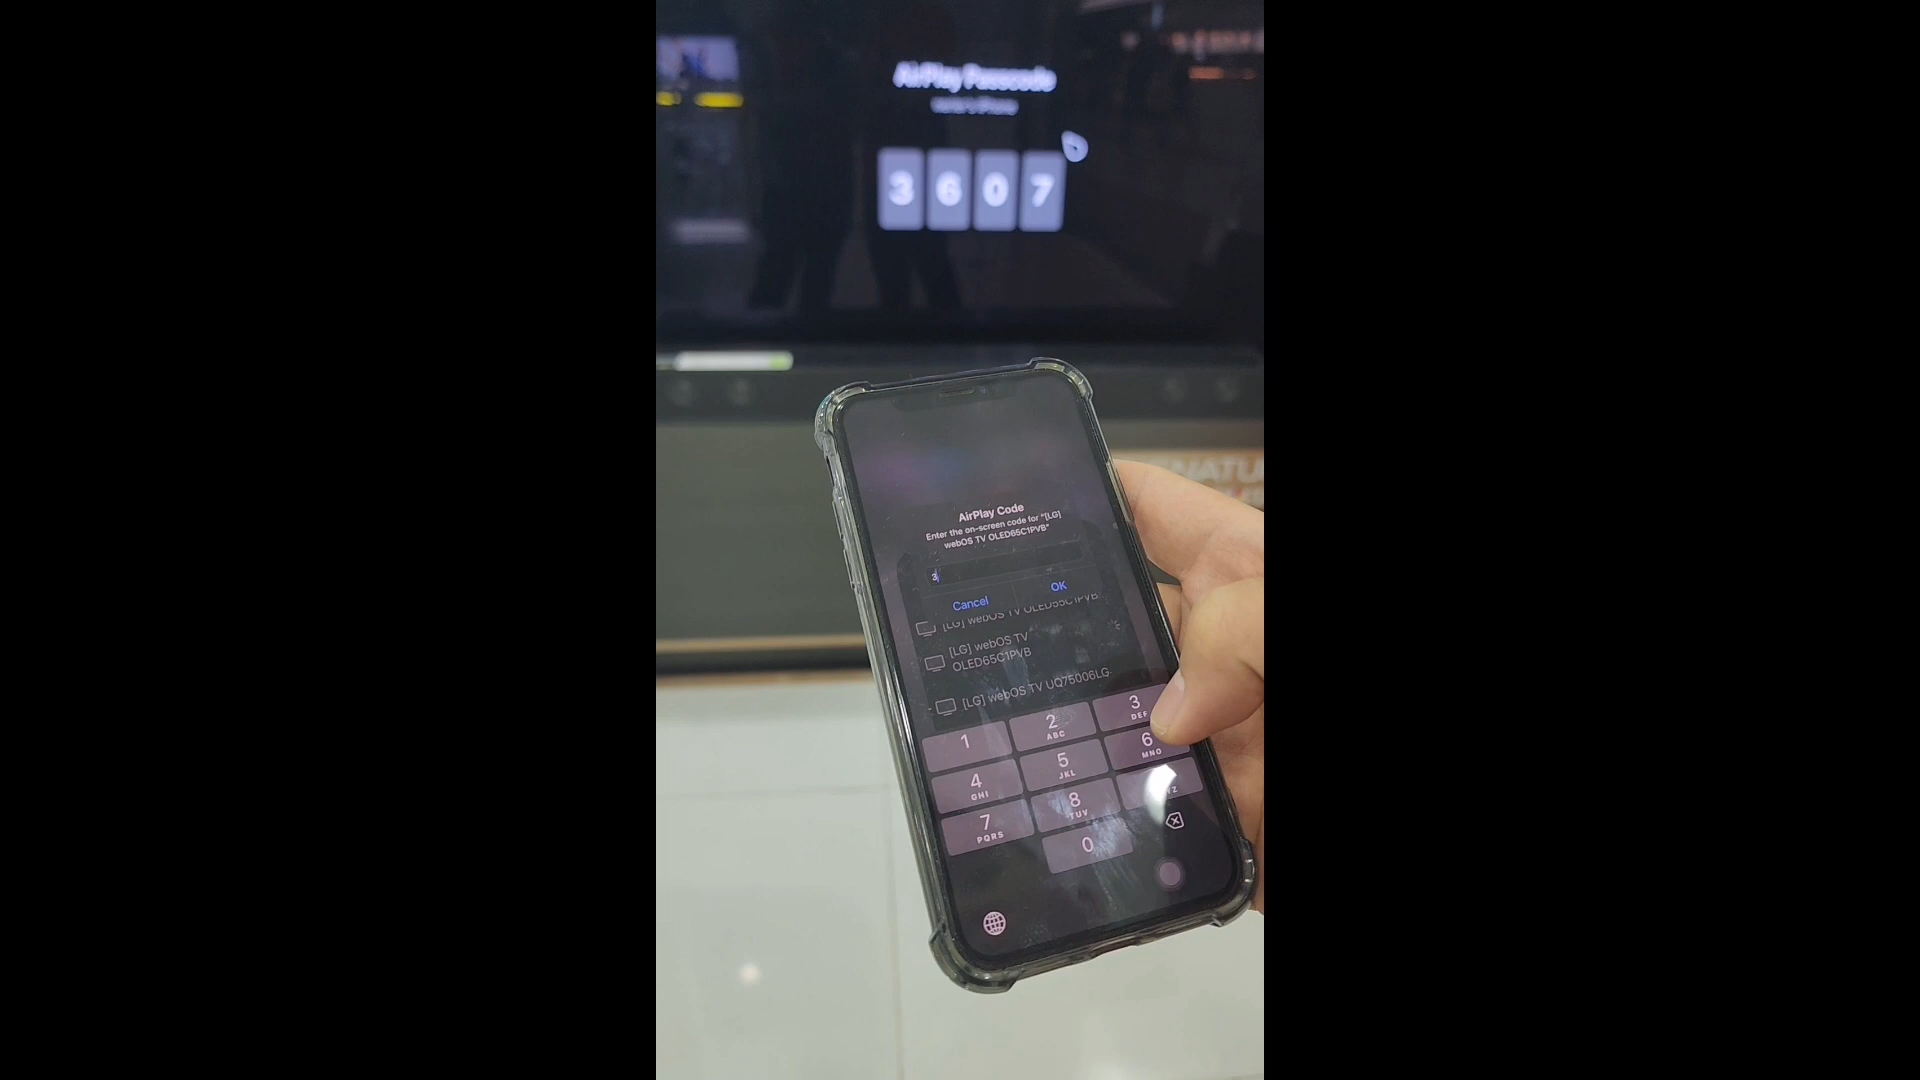 AirPlay Passcode
3 6 0 7
AirPlay Code
Enter the on-screen code for "[LG]
webOS TV OLED65C1PVB"
3
Cancel
OK
[LG] webOS TV OLED55C1PVB
[LG] webOS TV
OLED65C1PVB
[LG] webOS TV UQ75006LG
1
2
ABC
3
DEF
4
GHI
5
JKL
6
MNO
7
PQRS
8
TUV
0